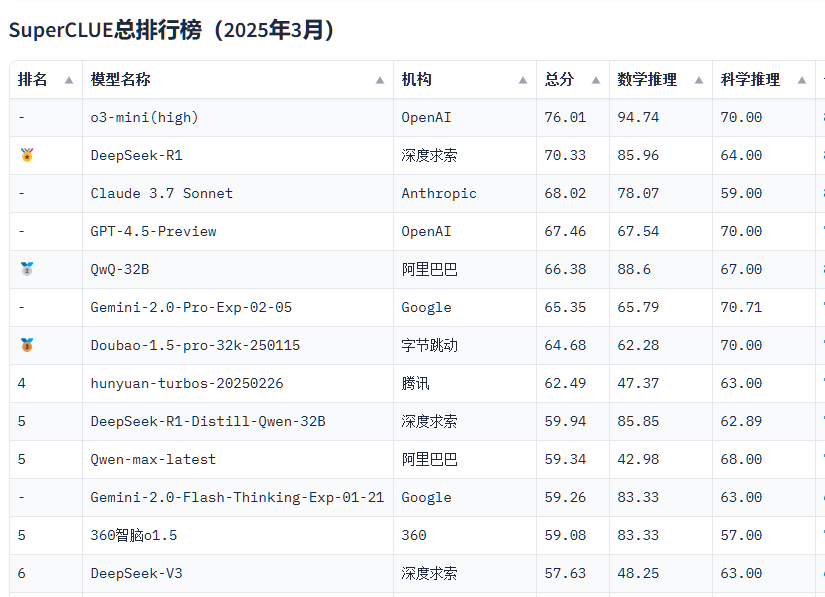 SuperCLUE总排行榜（2025年3月）
排名 模型名称 机构 总分 数学推理 科学推理
- o3-mini(high) OpenAI 76.01 94.74 70.00
DeepSeek-R1 深度求索 70.33 85.96 64.00
- Claude 3.7 Sonnet Anthropic 68.02 78.07 59.00
- GPT-4.5-Preview OpenAI 67.46 67.54 70.00
QwQ-32B 阿里巴巴 66.38 88.6 67.00
- Gemini-2.0-Pro-Exp-02-05 Google 65.35 65.79 70.71
Doubao-1.5-pro-32k-250115 字节跳动 64.68 62.28 70.00
4 hunyuan-turbos-20250226 腾讯 62.49 47.37 63.00
5 DeepSeek-R1-Distill-Qwen-32B 深度求索 59.94 85.85 62.89
5 Qwen-max-latest 阿里巴巴 59.34 42.98 68.00
- Gemini-2.0-Flash-Thinking-Exp-01-21 Google 59.26 83.33 63.00
5 360智脑o1.5 360 59.08 83.33 57.00
6 DeepSeek-V3 深度求索 57.63 48.25 63.00